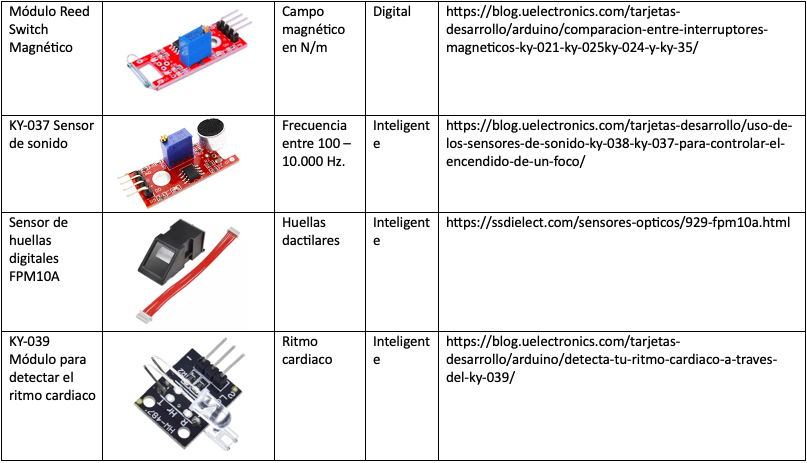 Módulo Reed
Switch
Magnético
Campo
magnético
en N/m
Digital
https://blog.uelectronics.com/tarjetas-
desarrollo/arduino/comparacion-entre-interruptores-
magneticos-ky-021-ky-025ky-024-y-ky-35/
KY-037 Sensor
de sonido
Frecuencia
entre 100 –
10.000 Hz.
Inteligent
e
https://blog.uelectronics.com/tarjetas-desarrollo/uso-de-
los-sensores-de-sonido-ky-038-ky-037-para-controlar-el-
encendido-de-un-foco/
Sensor de
huellas
digitales
FPM10A
Huellas
dactilares
Inteligent
e
https://ssdielect.com/sensores-opticos/929-fpm10a.html
KY-039
Módulo para
detectar el
ritmo cardiaco
HW-487
Ritmo
cardiaco
Inteligent
e
https://blog.uelectronics.com/tarjetas-
desarrollo/arduino/detecta-tu-ritmo-cardiaco-a-traves-
del-ky-039/